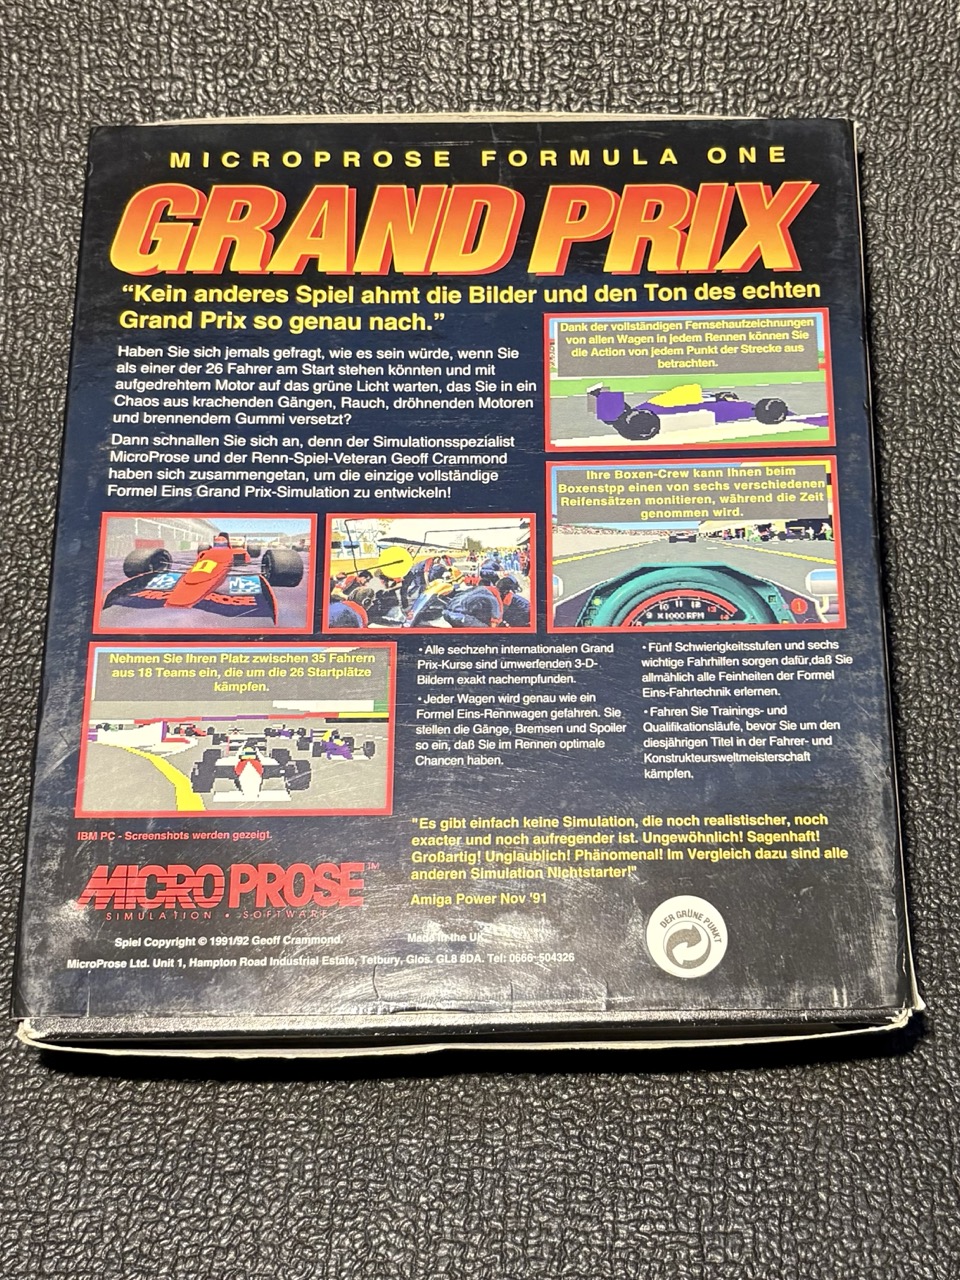 MICROPROSE FORMULA ONE
GRAND PRIX
“Kein anderes Spiel ahmt die Bilder und den Ton des echten
Grand Prix so genau nach.”
Haben Sie sich jemals gefragt, wie es sein würde, wenn Sie
als einer der 26 Fahrer am Start stehen könnten und mit
aufgedrehtem Motor auf das grüne Licht warten, das Sie in ein
Chaos aus krachenden Gängen, Rauch, dröhnenden Motoren
und brennendem Gummi versetzt?
Dann schnallen Sie sich an, denn der Simulationsspezialist
MicroProse und der Renn-Spiel-Veteran Geoff Crammond
haben sich zusammengetan, um die einzige vollständige
Formel Eins Grand Prix-Simulation zu entwickeln!
Dank der vollständigen Fernsehaufzeichnungen
von allen Wagen in jedem Rennen können Sie
die Action von jedem Punkt der Strecke aus
betrachten.
Ihre Boxen-Crew kann Ihnen beim
Boxenstpp einen von sechs verschiedenen
Reifensätzen monitieren, während die Zeit
genommen wird.
10 11 12
9 X1000 RPM
1
MICRO PROSE
Nehmen Sie Ihren Platz zwischen 35 Fahrern
aus 18 Teams ein, die um die 26 Startplätze
kämpfen.
IBM PC - Screenshots werden gezeigt.
• Alle sechzehn internationalen Grand
Prix-Kurse sind umwerfenden 3-D-
Bildern exakt nachempfunden.
• Jeder Wagen wird genau wie ein
Formel Eins-Rennwagen gefahren. Sie
stellen die Gänge, Bremsen und Spoiler
so ein, daß Sie im Rennen optimale
Chancen haben.
• Fünf Schwierigkeitsstufen und sechs
wichtige Fahrhilfen sorgen dafür,daß Sie
allmählich alle Feinheiten der Formel
Eins-Fahrtechnik erlernen.
• Fahren Sie Trainings- und
Qualifikationsläufe, bevor Sie um den
diesjährigen Titel in der Fahrer- und
Konstrukteursweltmeisterschaft
kämpfen.
"Es gibt einfach keine Simulation, die noch realistischer, noch
exacter und noch aufregender ist. Ungewöhnlich! Sagenhaft!
Großartig! Unglaublich! Phänomenal! Im Vergleich dazu sind alle
anderen Simulation Nichtstarter!"
Amiga Power Nov '91
MICROPROSE™
SIMULATION • SOFTWARE
Spiel Copyright © 1991/92 Geoff Crammond.
Made in the UK.
MicroProse Ltd. Unit 1, Hampton Road Industrial Estate, Tetbury, Glos. GL8 8DA. Tel: 0666-504326
DER GRÜNE PUNKT